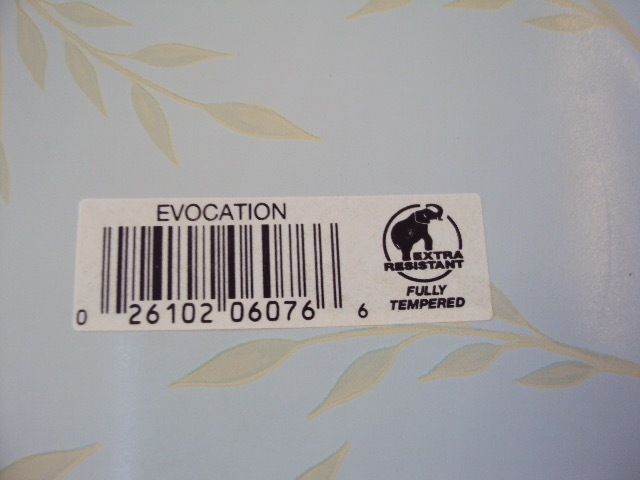 EVOCATION
0 26102 06076 6
EXTRA
RESISTANT
FULLY
TEMPERED